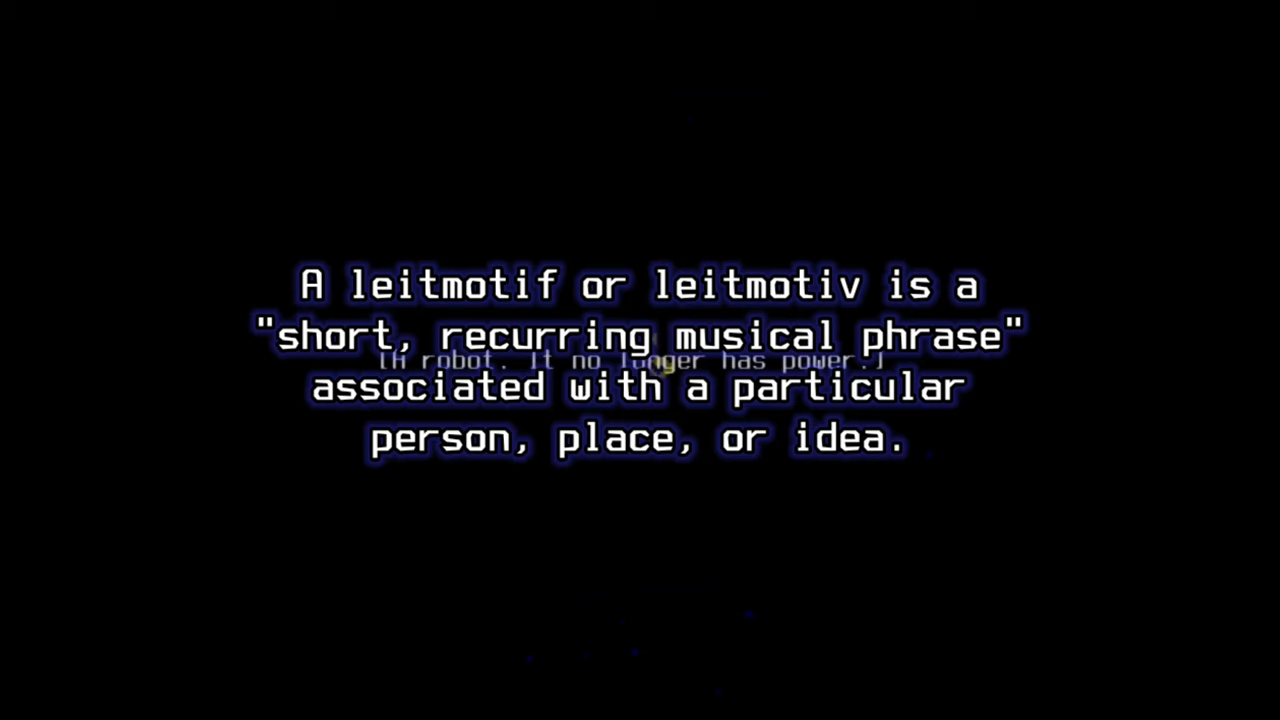 A leitmotif or leitmotiv is a
"short, recurring musical phrase"
[A robot. It no longer has power.]
associated with a particular
person, place, or idea.